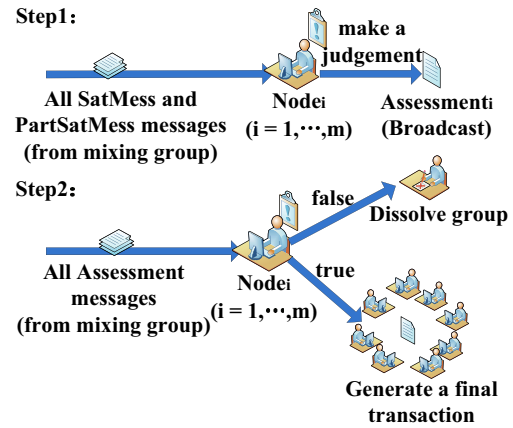 Step1：
make a
judgement
All SatMess and
PartSatMess messages
(from mixing group)
Nodei
(i = 1,···,m)
Assessmenti
(Broadcast)
Step2：
false
Dissolve group
All Assessment
messages
(from mixing group)
Nodei
(i = 1,···,m)
true
Generate a final
transaction